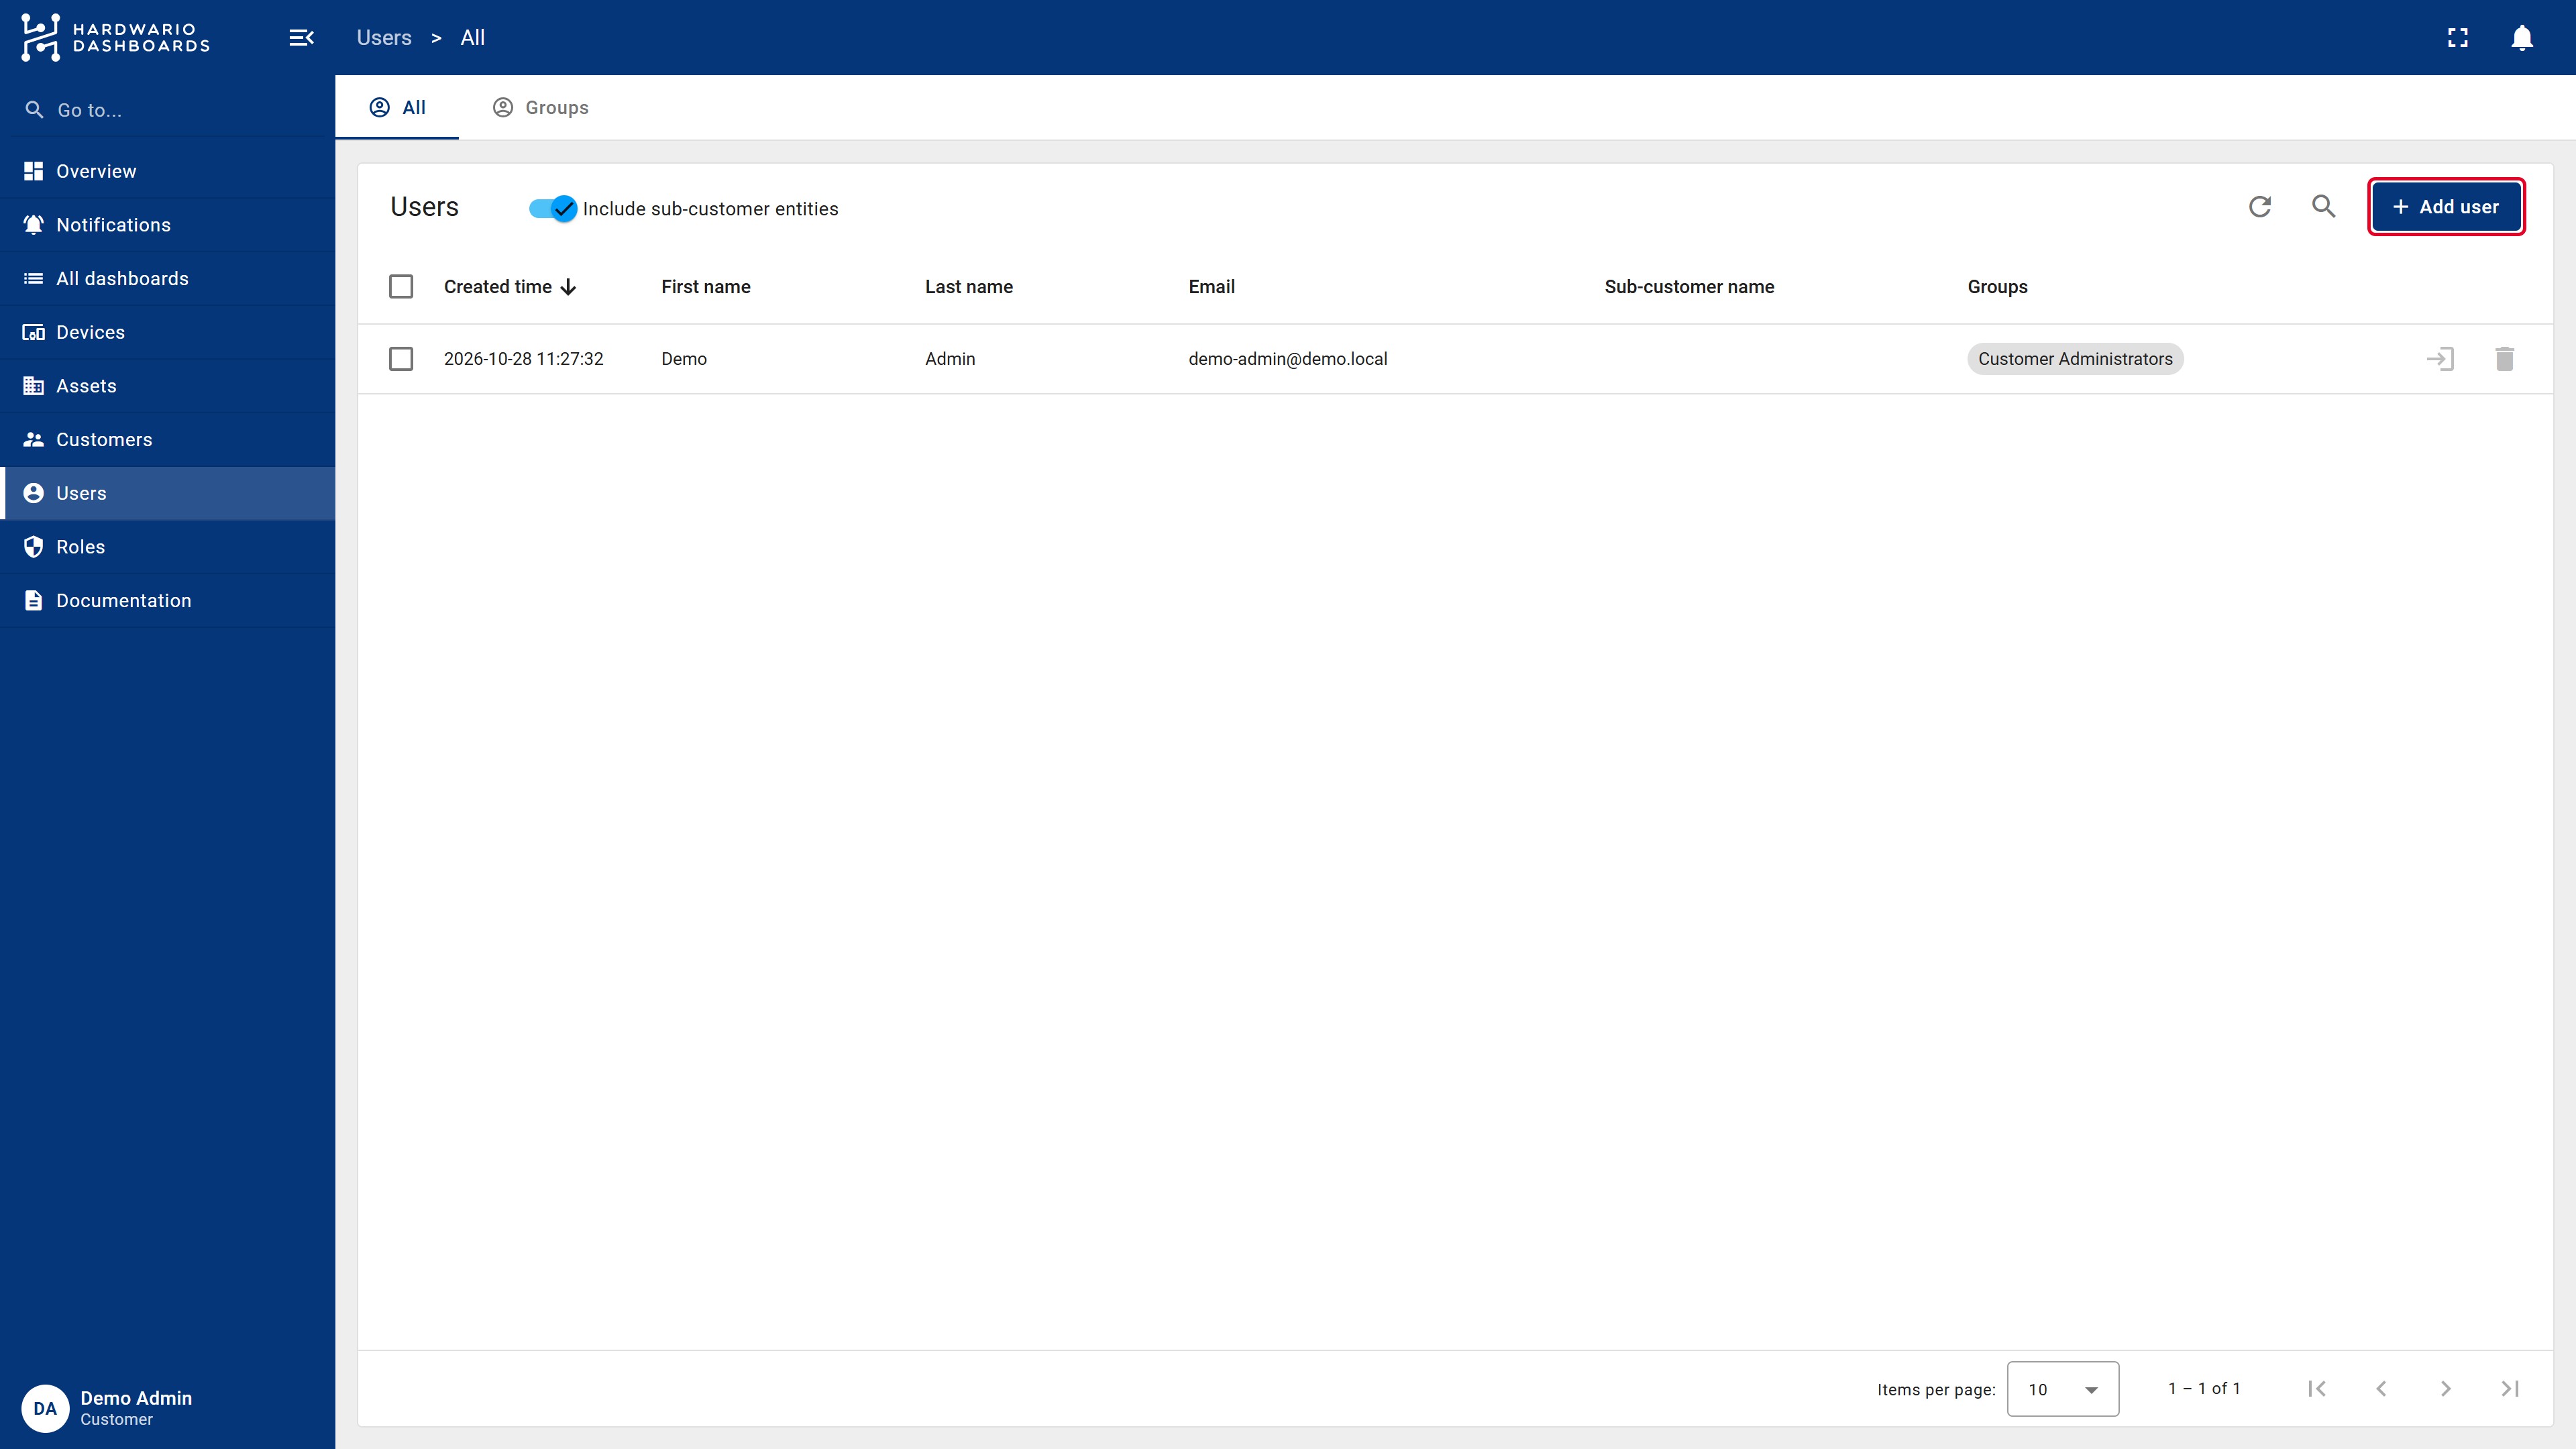 HARDWARIO
DASHBOARDS
Users > All
Go to...
Overview
Notifications
All dashboards
Devices
Assets
Customers
Users
Roles
Documentation
DA
Demo Admin
Customer
All
Groups
Users
Include sub-customer entities
+ Add user
Created time First name Last name Email Sub-customer name Groups
2026-10-28 11:27:32 Demo Admin demo-admin@demo.local Customer Administrators
Items per page: 10 1 – 1 of 1